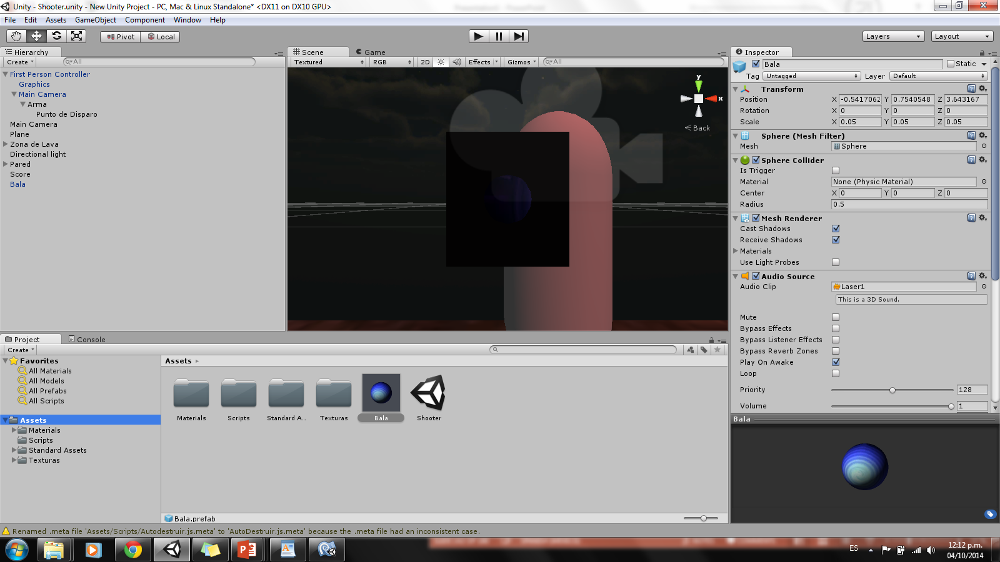 Unity - Shooter.unity - New Unity Project - PC, Mac & Linux Standalone* <DX11 on DX10 GPU>
File Edit Assets GameObject Component Window Help
Pivot Local Layers Layout
Hierarchy
Create All
First Person Controller
Graphics
Main Camera
Arma
Punto de Disparo
Main Camera
Plane
Zona de Lava
Directional light
Pared
Score
Bala
Scene Game
Textured RGB 2D Effects Gizmos All
y
x
Back
Inspector
Bala Static
Tag Untagged Layer Default
Transform
Position X -0.5417062 Y 0.7540548 Z 3.643167
Rotation X 0 Y 0 Z 0
Scale X 0.05 Y 0.05 Z 0.05
Sphere (Mesh Filter)
Mesh Sphere
Sphere Collider
Is Trigger
Material None (Physic Material)
Center X 0 Y 0 Z 0
Radius 0.5
Mesh Renderer
Cast Shadows
Receive Shadows
Materials
Use Light Probes
Audio Source
Audio Clip Laser1
This is a 3D Sound.
Mute
Bypass Effects
Bypass Listener Effects
Bypass Reverb Zones
Play On Awake
Loop
Priority 128
Volume 1
Bala
Project Console
Create
Favorites
All Materials
All Models
All Prefabs
All Scripts
Assets
Materials
Scripts
Standard Assets
Texturas
Assets
Materials Scripts Standard A... Texturas Bala Shooter
Bala.prefab
Renamed .meta file 'Assets/Scripts/Autodestruir.js.meta' to 'AutoDestruir.js.meta' because the .meta file had an inconsistent case.
ES
12:12 p.m.
04/10/2014